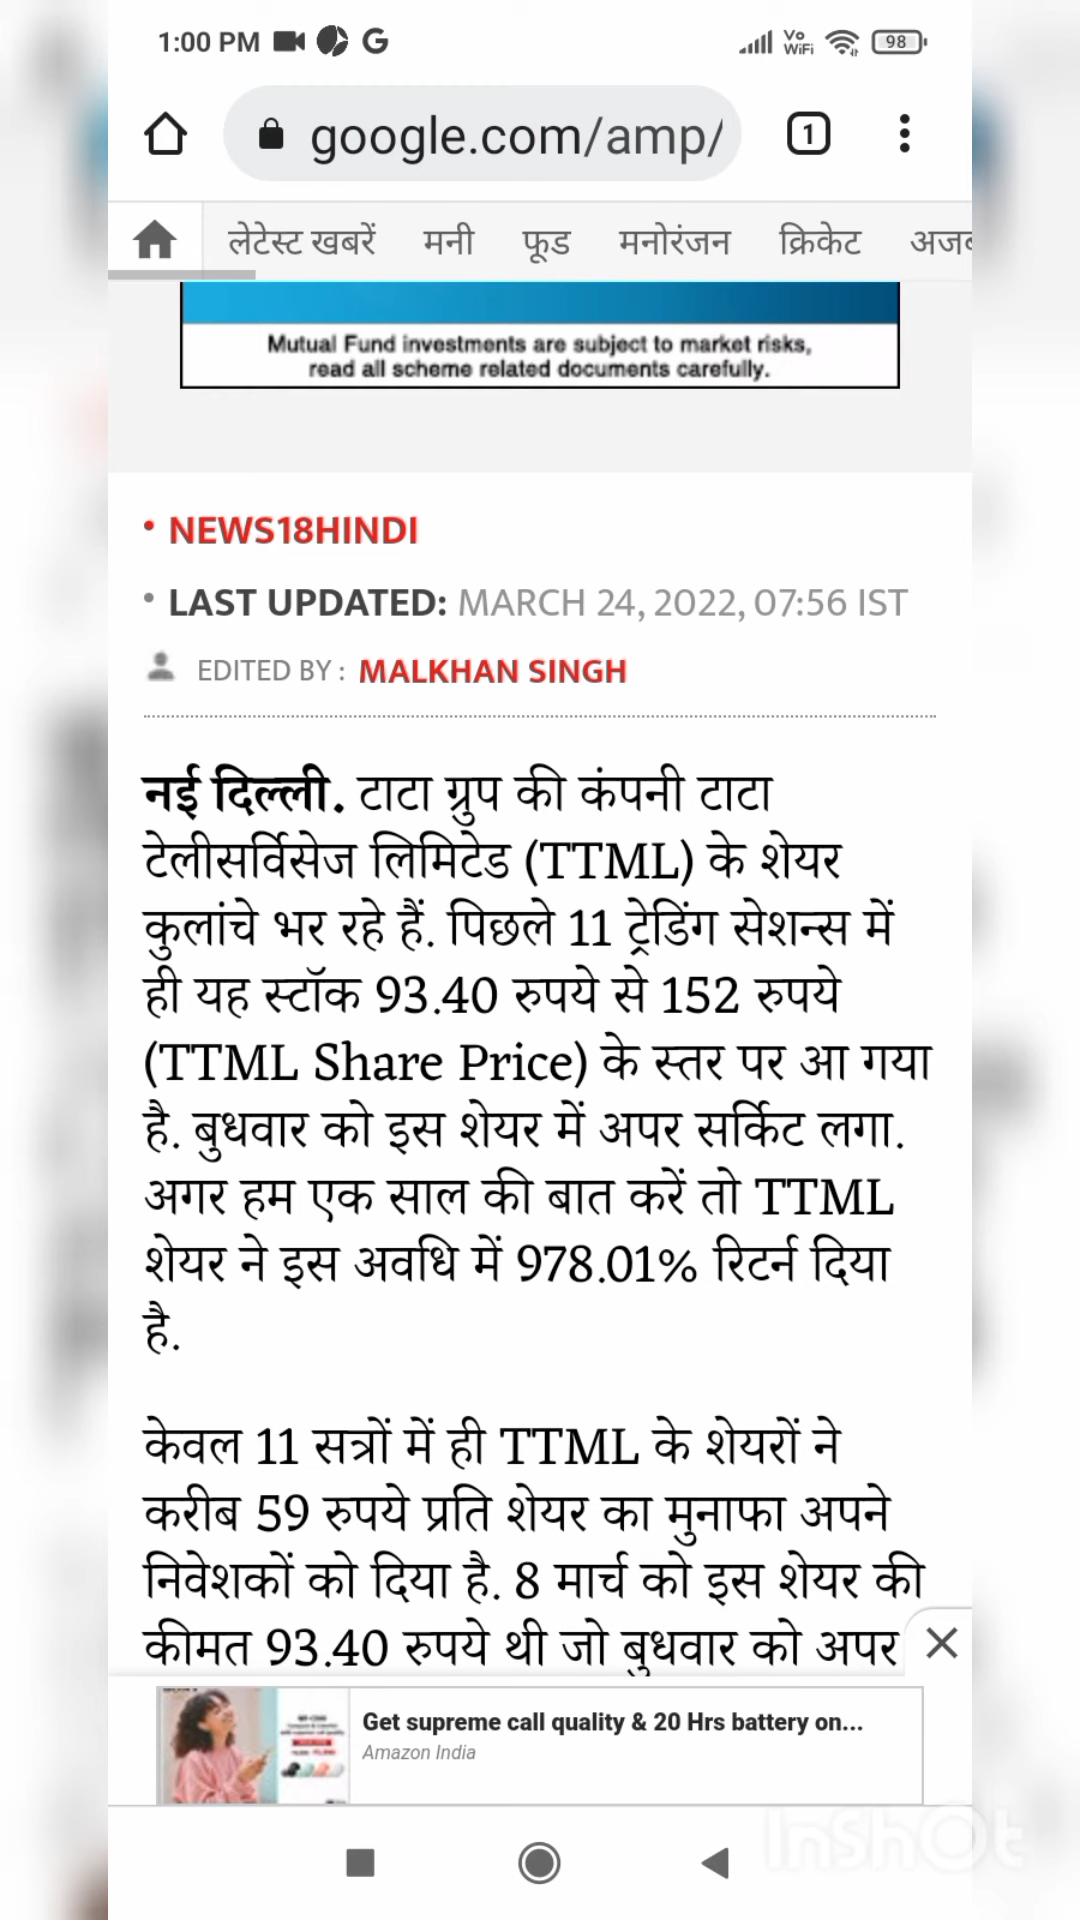 1:00 PM
Vo
WiFi
98
google.com/amp/
1
लेटेस्ट खबरें मनी फूड मनोरंजन क्रिकेट
Mutual Fund investments are subject to market risks,
read all scheme related documents carefully.
• NEWS18HINDI
• LAST UPDATED: MARCH 24, 2022, 07:56 IST
EDITED BY : MALKHAN SINGH
नई दिल्ली. टाटा ग्रुप की कंपनी टाटा
टेलीसर्विसेज लिमिटेड (TTML) के शेयर
कुलांचे भर रहे हैं. पिछले 11 ट्रेडिंग सेशन्स में
ही यह स्टॉक 93.40 रुपये से 152 रुपये
(TTML Share Price) के स्तर पर आ गया
है. बुधवार को इस शेयर में अपर सर्किट लगा.
अगर हम एक साल की बात करें तो TTML
शेयर ने इस अवधि में 978.01% रिटर्न दिया
है.
केवल 11 सत्रों में ही TTML के शेयरों ने
करीब 59 रुपये प्रति शेयर का मुनाफा अपने
निवेशकों को दिया है. 8 मार्च को इस शेयर की
कीमत 93.40 रुपये थी जो बुधवार को अपर
Get supreme call quality & 20 Hrs battery on...
Amazon India
InShOt